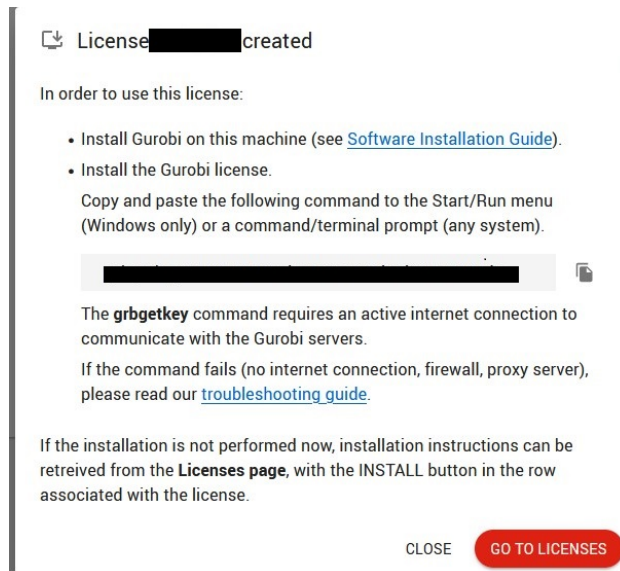 License created
In order to use this license:
• Install Gurobi on this machine (see Software Installation Guide).
• Install the Gurobi license.
Copy and paste the following command to the Start/Run menu
(Windows only) or a command/terminal prompt (any system).
The grbgetkey command requires an active internet connection to
communicate with the Gurobi servers.
If the command fails (no internet connection, firewall, proxy server),
please read our troubleshooting guide.
If the installation is not performed now, installation instructions can be
retreived from the Licenses page, with the INSTALL button in the row
associated with the license.
CLOSE GO TO LICENSES